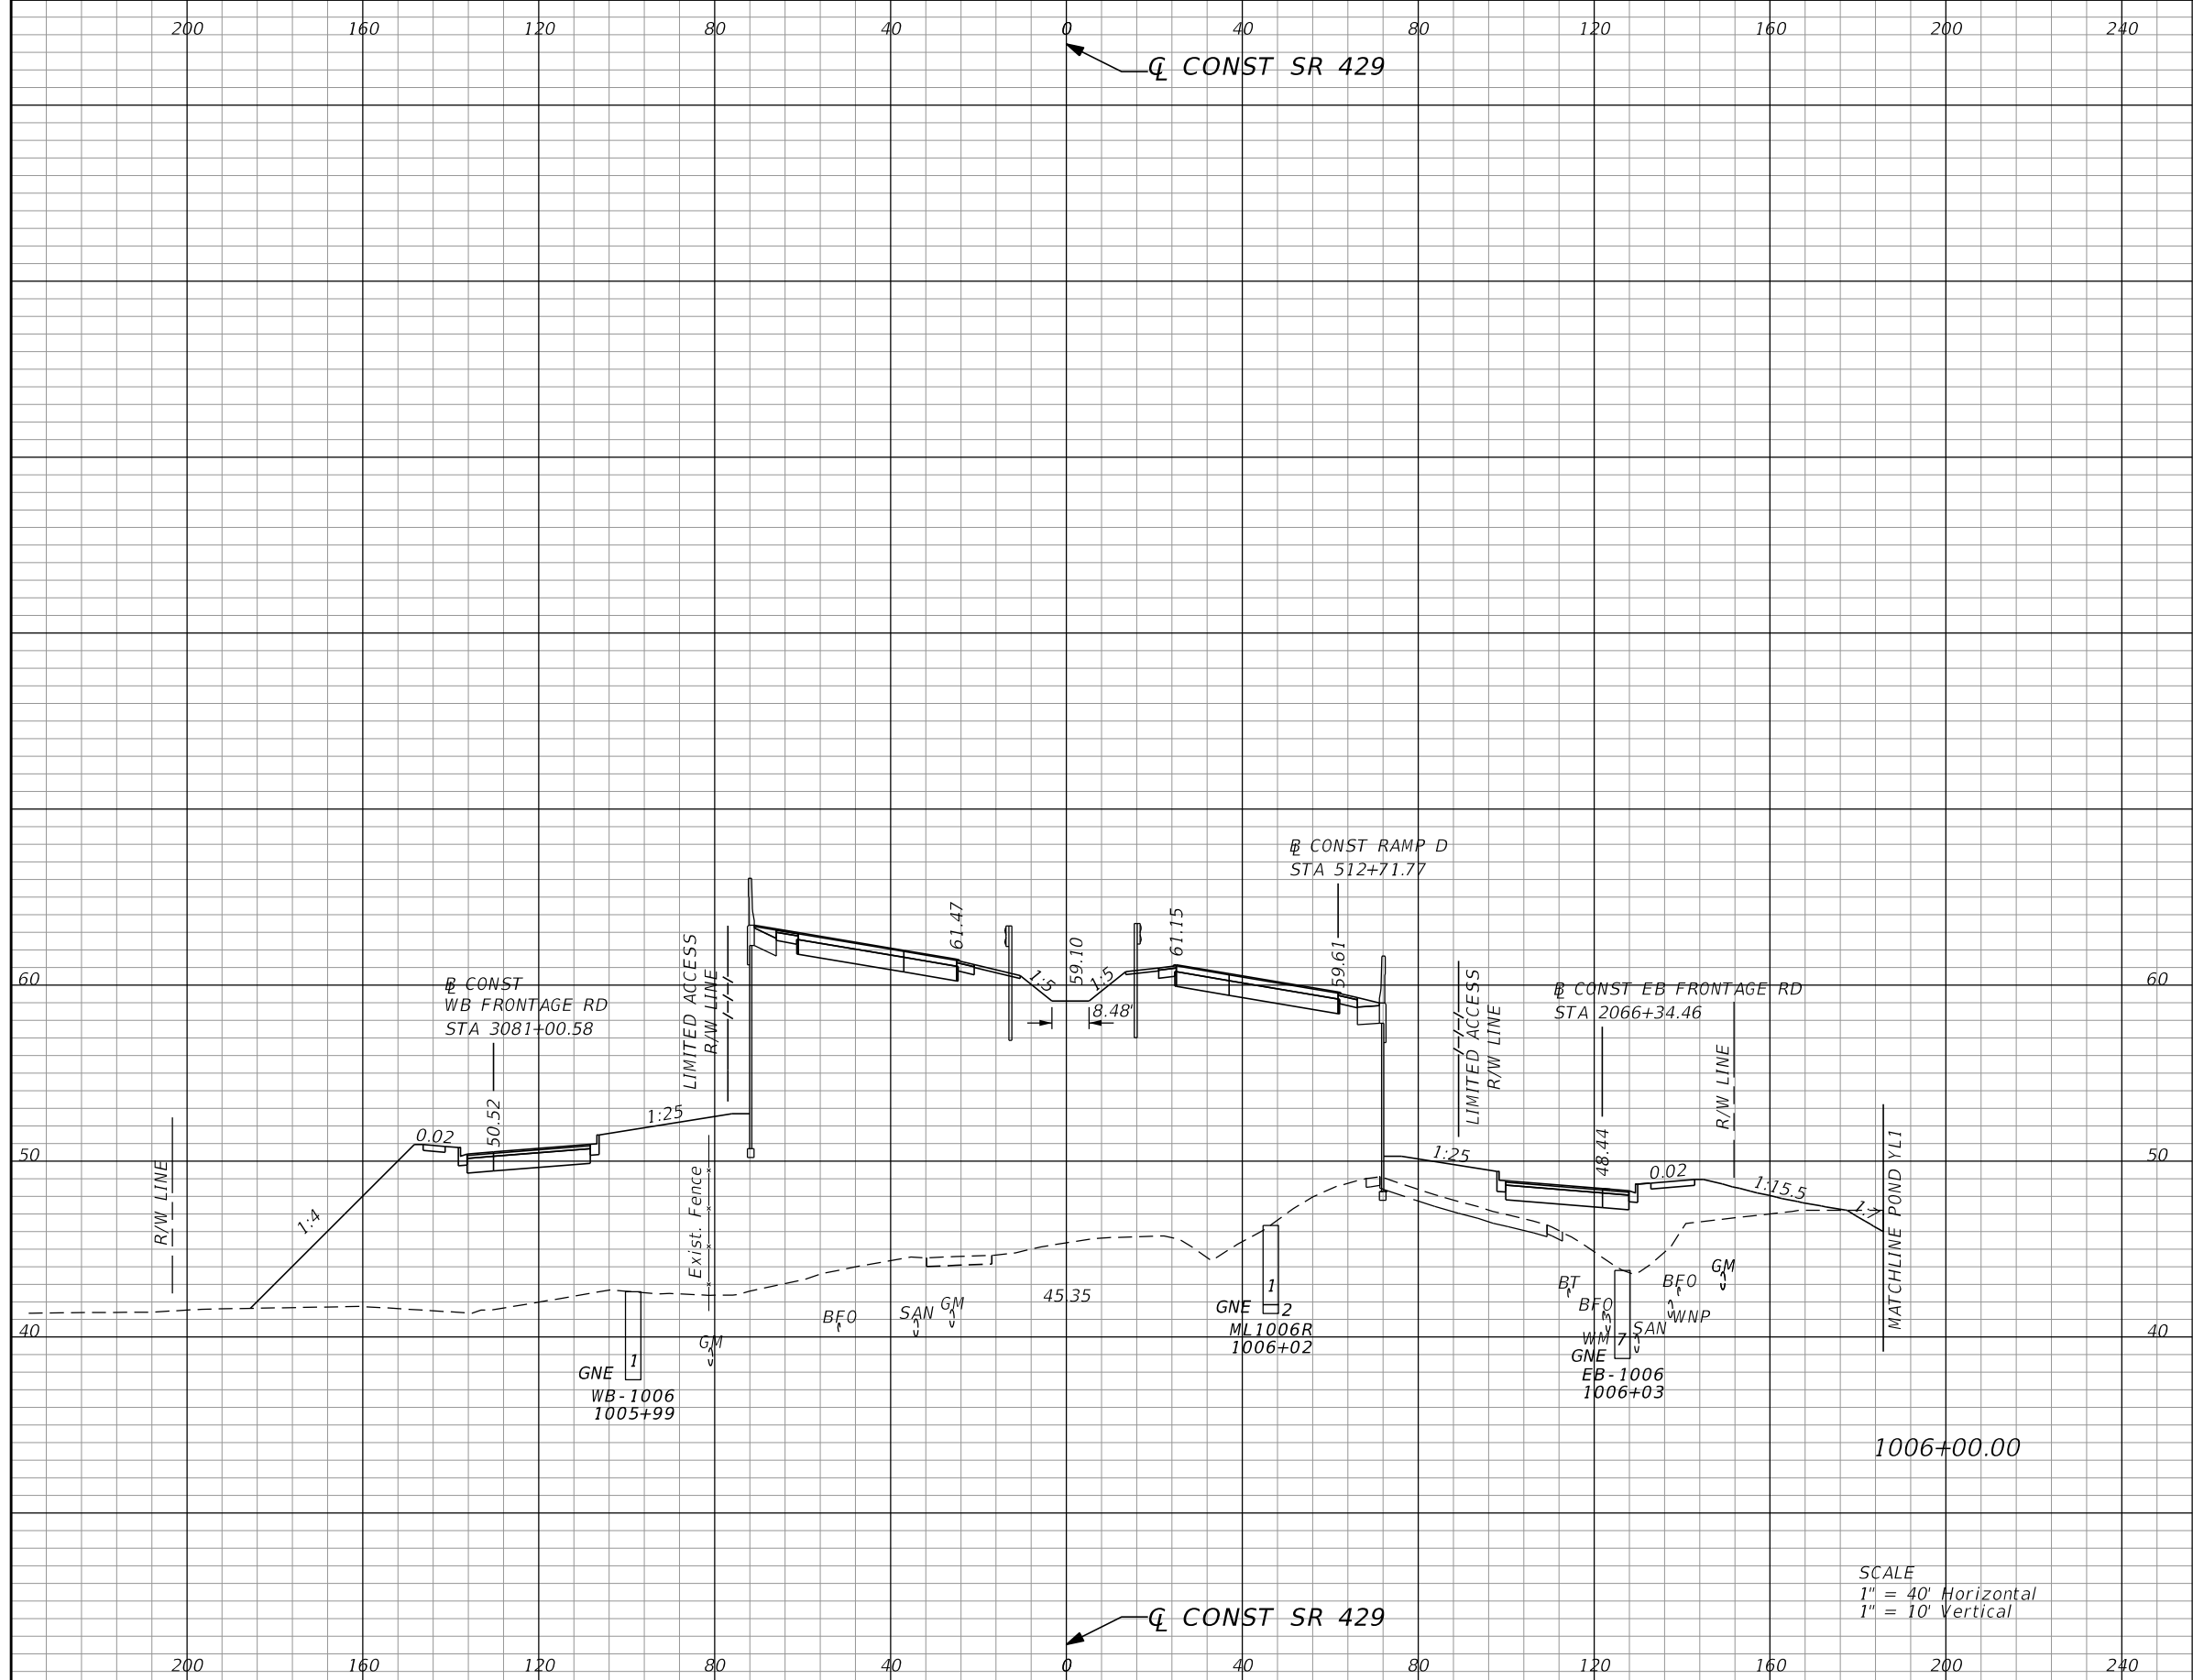 200 160 120 80 40 0 40 80 120 160 200 240
℄ CONST SR 429
B͟L CONST RAMP D
STA 512+71.77
61.47
61.15
59.61
59.10
1:5
1:5
8.48'
LIMITED ACCESS
R/W LINE
LIMITED ACCESS
R/W LINE
60
60
BL CONST
WB FRONTAGE RD
STA 3081+00.58
BL CONST EB FRONTAGE RD
STA 2066+34.46
R/W LINE
50.52
0.02
1:25
50
50
1:25
48.44
0.02
1:15.5
MATCHLINE POND YL1
R/W LINE
1:4
Exist. Fence
BFO
SAN
GM
45.35
GM
1
GNE
2
ML1006R
1006+02
BT
BFO
BFO
GM
WNP
SAN
WM
7
GNE
EB-1006
1006+03
40
40
1
GNE
WB-1006
1005+99
1006+00.00
SCALE
1" = 40' Horizontal
1" = 10' Vertical
℄ CONST SR 429
200 160 120 80 40 0 40 80 120 160 200 240